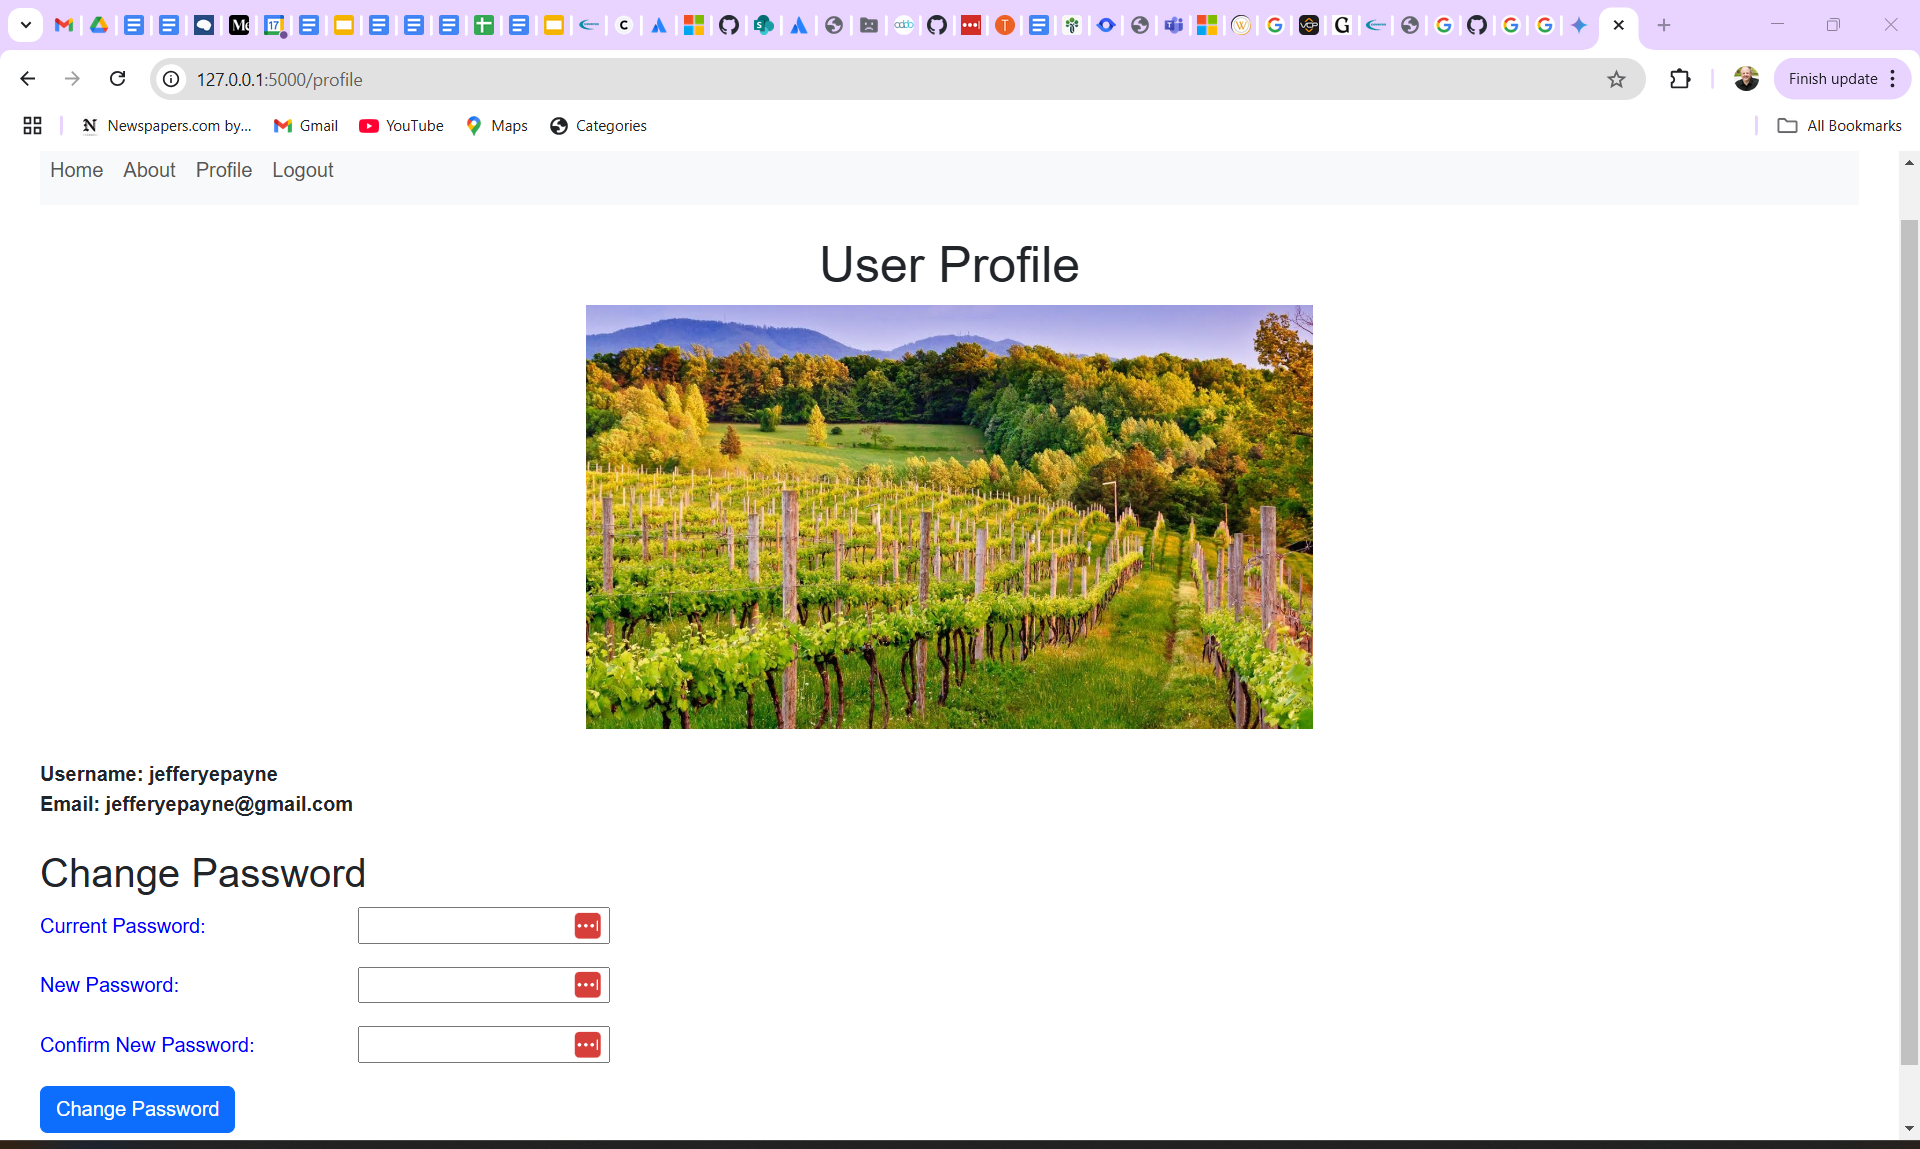 17
127.0.0.1:5000/profile
Finish update
Newspapers.com by...
Gmail
YouTube
Maps
Categories
All Bookmarks
Home About Profile Logout
User Profile
Username: jefferyepayne
Email: jefferyepayne@gmail.com
Change Password
Current Password:
New Password:
Confirm New Password:
Change Password